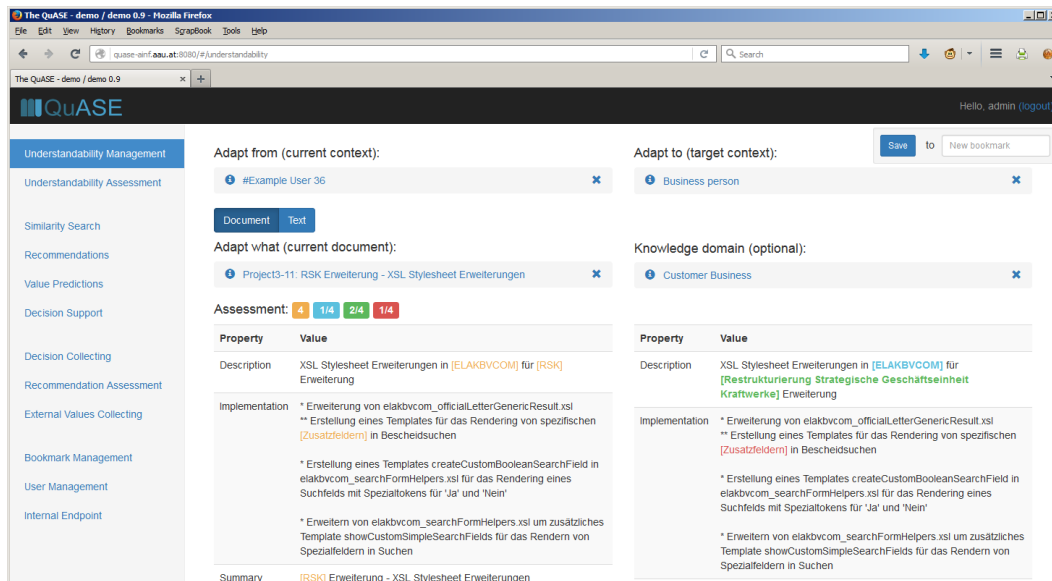 The QuASE - demo / demo 0.9 - Mozilla Firefox
File Edit View History Bookmarks ScrapBook Tools Help
quase-ainf.aau.at:8080/#/understandability
Search
The QuASE - demo / demo 0.9
QuASE
Hello, admin (logout
Understandability Management
Understandability Assessment
Similarity Search
Recommendations
Value Predictions
Decision Support
Decision Collecting
Recommendation Assessment
External Values Collecting
Bookmark Management
User Management
Internal Endpoint
Save to New bookmark
Adapt from (current context):
#Example User 36
Document Text
Adapt what (current document):
Project3-11: RSK Erweiterung - XSL Stylesheet Erweiterungen
Assessment: 4 1/4 2/4 1/4
Property Value
Description XSL Stylesheet Erweiterungen in [ELAKBVCOM] für [RSK]
Erweiterung
Implementation * Erweiterung von elakbvcom_officialLetterGenericResult.xsl
** Erstellung eines Templates für das Rendering von spezifischen
[Zusatzfeldern] in Bescheidsuchen
* Erstellung eines Templates createCustomBooleanSearchField in
elakbvcom_searchFormHelpers.xsl für das Rendering eines
Suchfelds mit Spezialtokens für 'Ja' und 'Nein'
* Erweitern von elakbvcom_searchFormHelpers.xsl um zusätzliches
Template showCustomSimpleSearchFields für das Rendern von
Spezialfeldern in Suchen
Summary [RSK] Erweiterung - XSL Stylesheet Erweiterungen
Adapt to (target context):
Business person
Knowledge domain (optional):
Customer Business
Property Value
Description XSL Stylesheet Erweiterungen in [ELAKBVCOM] für
[Restrukturierung Strategische Geschäftseinheit
Kraftwerke] Erweiterung
Implementation * Erweiterung von elakbvcom_officialLetterGenericResult.xsl
** Erstellung eines Templates für das Rendering von spezifischen
[Zusatzfeldern] in Bescheidsuchen
* Erstellung eines Templates createCustomBooleanSearchField in
elakbvcom_searchFormHelpers.xsl für das Rendering eines
Suchfelds mit Spezialtokens für 'Ja' und 'Nein'
* Erweitern von elakbvcom_searchFormHelpers.xsl um zusätzliches
Template showCustomSimpleSearchFields für das Rendern von
Spezialfeldern in Suchen